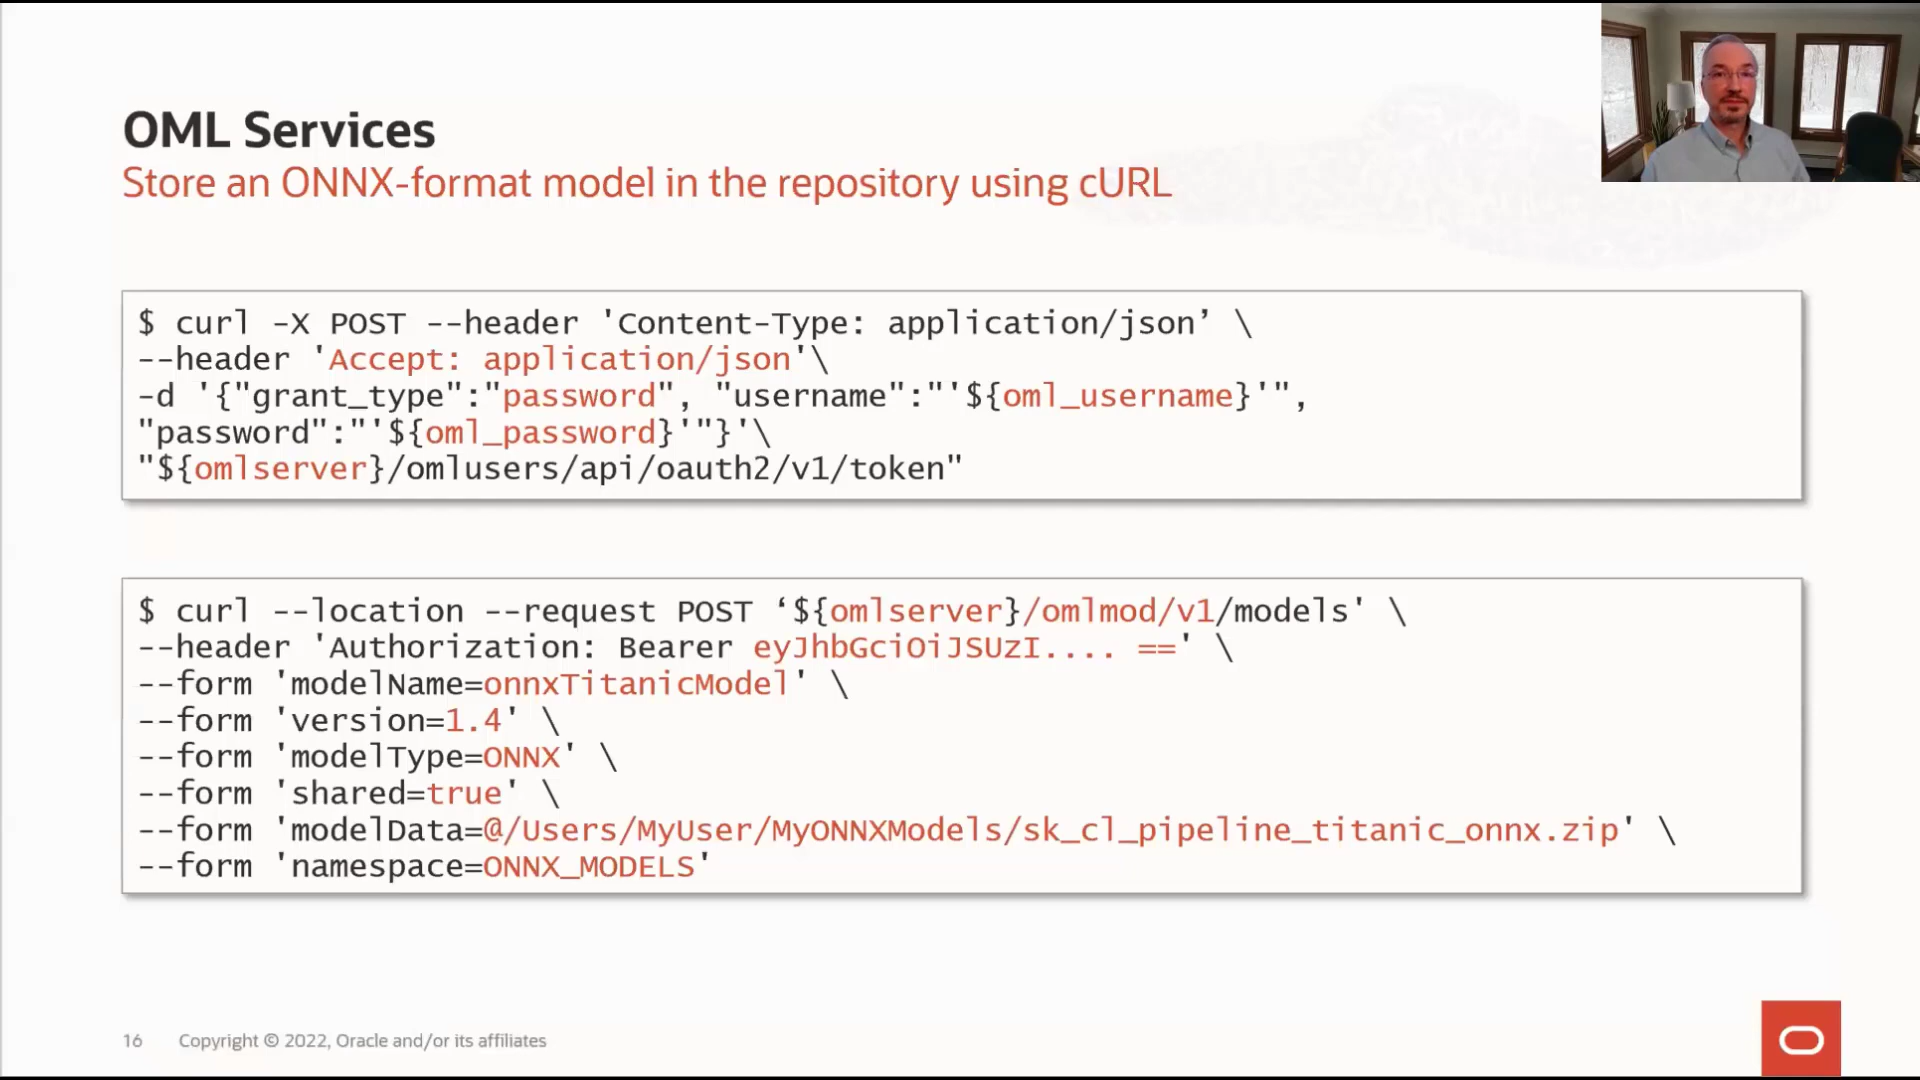 OML Services
Store an ONNX-format model in the repository using cURL
$ curl -X POST --header 'Content-Type: application/json’ \
--header 'Accept: application/json'\
-d '{"grant_type":"password", "username":"'${oml_username}'",
"password":"'${oml_password}'"}'\
"${omlserver}/omlusers/api/oauth2/v1/token"
$ curl --location --request POST ‘${omlserver}/omlmod/v1/models' \
--header 'Authorization: Bearer eyJhbGciOiJSUzI.... ==' \
--form 'modelName=onnxTitanicModel' \
--form 'version=1.4' \
--form 'modelType=ONNX' \
--form 'shared=true' \
--form 'modelData=@/Users/MyUser/MyONNXModels/sk_cl_pipeline_titanic_onnx.zip' \
--form 'namespace=ONNX_MODELS'
16 Copyright © 2022, Oracle and/or its affiliates